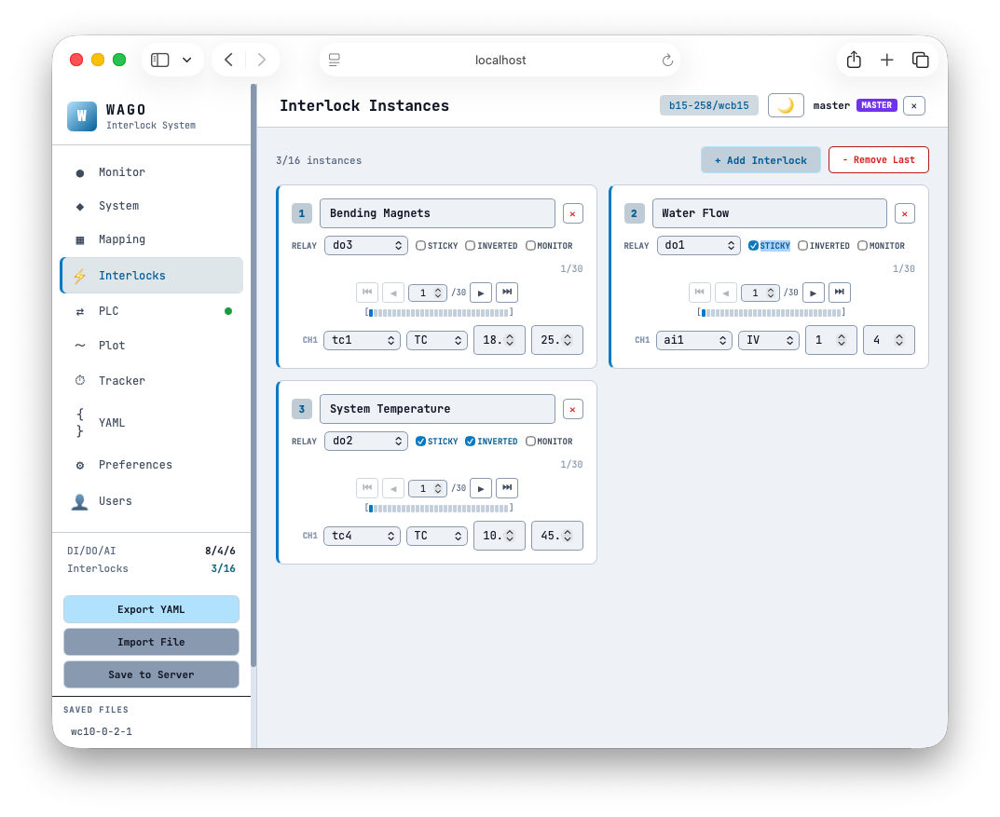 localhost
W WAGO
Interlock System
Monitor
System
Mapping
Interlocks
PLC
Plot
Tracker
{ } YAML
Preferences
Users
DI/DO/AI 8/4/6
Interlocks 3/16
Export YAML
Import File
Save to Server
SAVED FILES
wc10-0-2-1
Interlock Instances b15-258/wcb15 master MASTER ×
3/16 instances + Add Interlock - Remove Last
1 Bending Magnets ×
RELAY do3 STICKY INVERTED MONITOR
1/30
1 /30
[ ]
CH1 tc1 TC 18. 25.
2 Water Flow ×
RELAY do1 STICKY INVERTED MONITOR
1/30
1 /30
[ ]
CH1 ai1 IV 1 4
3 System Temperature ×
RELAY do2 STICKY INVERTED MONITOR
1/30
1 /30
[ ]
CH1 tc4 TC 10. 45.